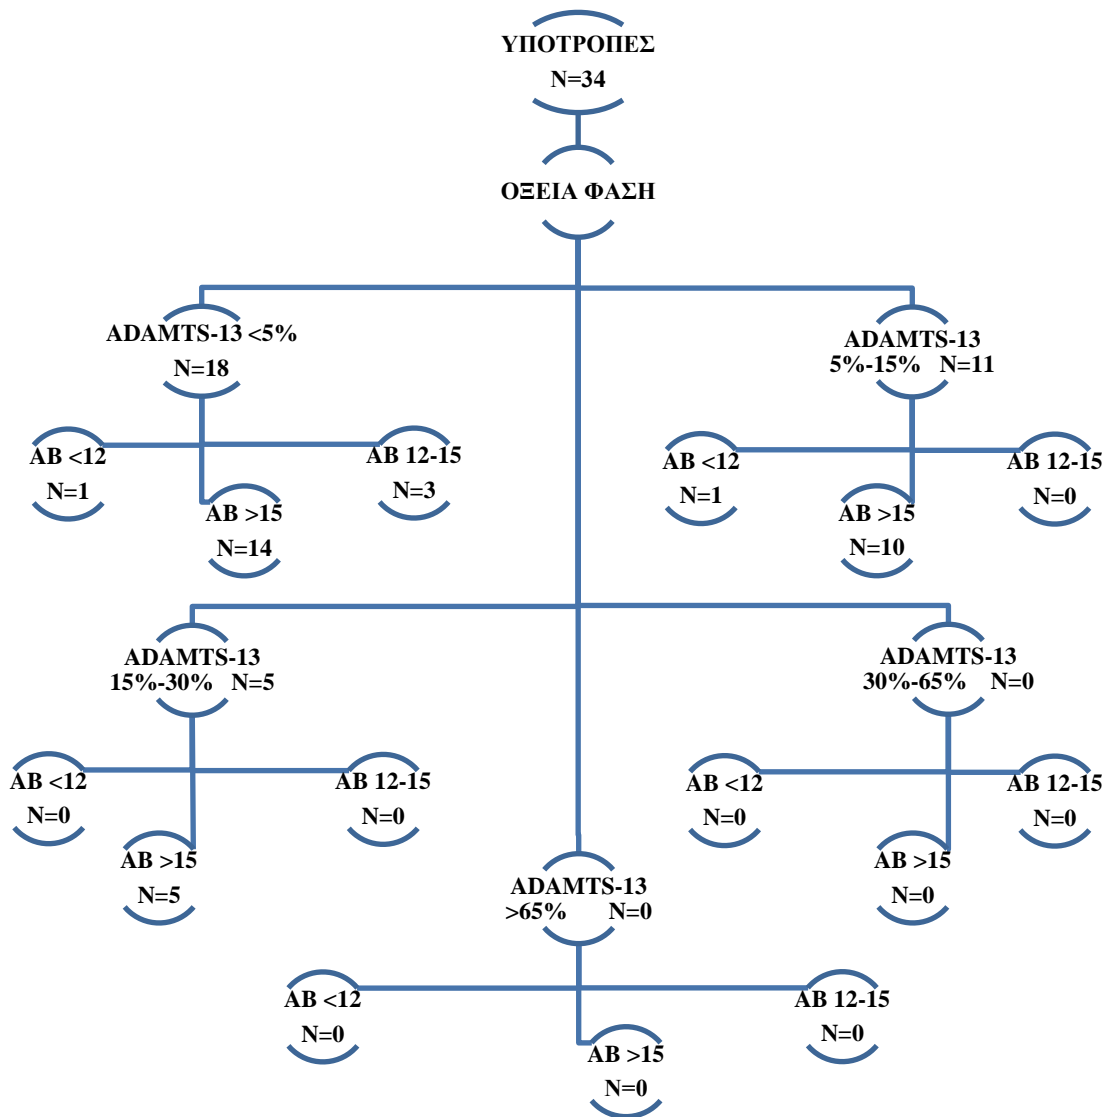 ΥΠΟΤΡΟΠΕΣ
N=34
ΟΞΕΙΑ ΦΑΣΗ
ADAMTS-13 <5%
N=18
AB <12
N=1
AB >15
N=14
AB 12-15
N=3
ADAMTS-13
5%-15% N=11
AB <12
N=1
AB >15
N=10
AB 12-15
N=0
ADAMTS-13
15%-30% N=5
AB <12
N=0
AB >15
N=5
AB 12-15
N=0
ADAMTS-13
30%-65% N=0
AB <12
N=0
AB >15
N=0
AB 12-15
N=0
ADAMTS-13
>65% N=0
AB <12
N=0
AB >15
N=0
AB 12-15
N=0